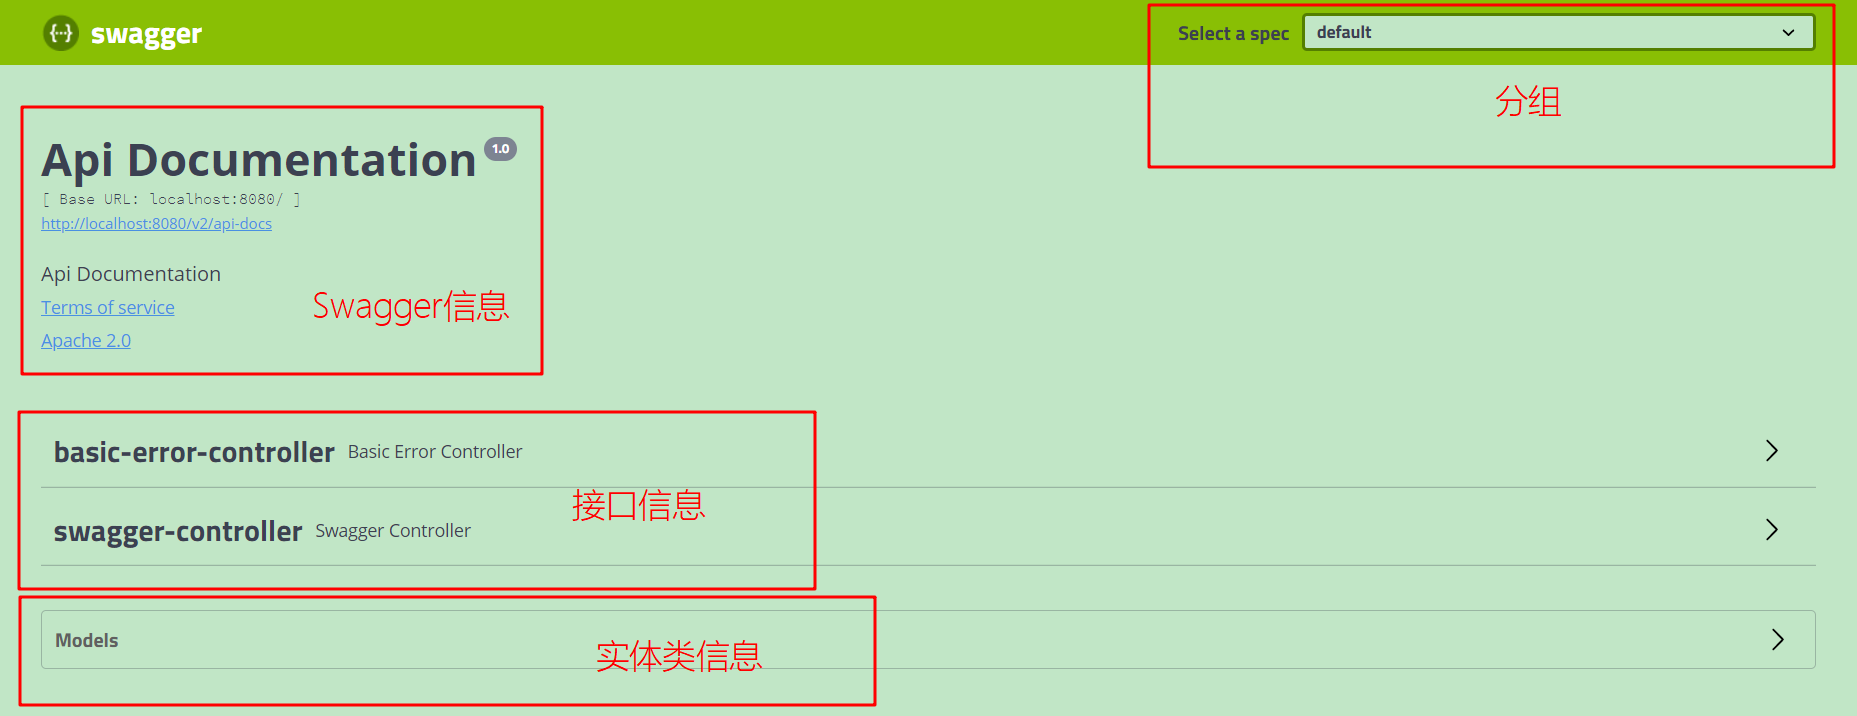 swagger
Select a spec
default
分组
Api Documentation 1.0
[ Base URL: localhost:8080/ ]
http://localhost:8080/v2/api-docs
Api Documentation
Terms of service
Swagger信息
Apache 2.0
basic-error-controller Basic Error Controller
接口信息
swagger-controller Swagger Controller
Models
实体类信息